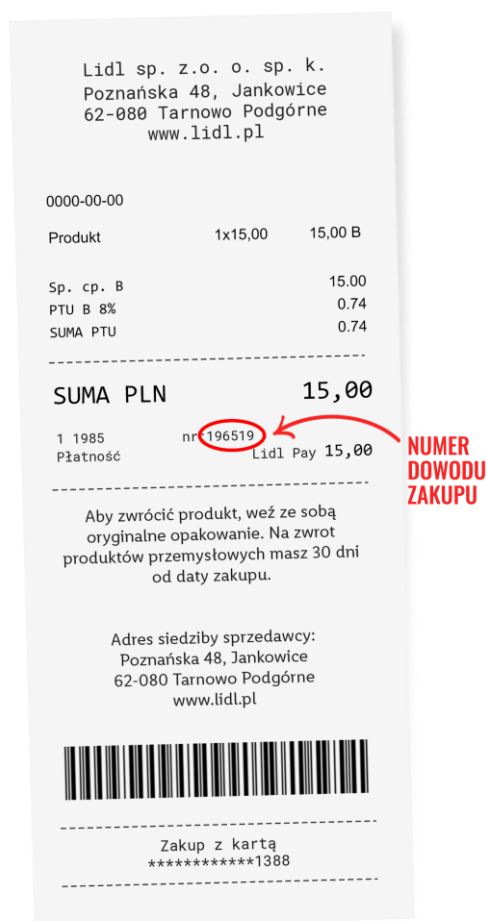 Lidl sp. z.o. o. sp. k.
Poznańska 48, Jankowice
62-080 Tarnowo Podgórne
www.lidl.pl
0000-00-00
Produkt 1x15,00 15,00 B
Sp. cp. B 15.00
PTU B 8% 0.74
SUMA PTU 0.74
SUMA PLN 15,00
1 1985 nr:196519
Płatność Lidl Pay 15,00
NUMER
DOWODU
ZAKUPU
Aby zwrócić produkt, weź ze sobą
oryginalne opakowanie. Na zwrot
produktów przemysłowych masz 30 dni
od daty zakupu.
Adres siedziby sprzedawcy:
Poznańska 48, Jankowice
62-080 Tarnowo Podgórne
www.lidl.pl
Zakup z kartą
************1388